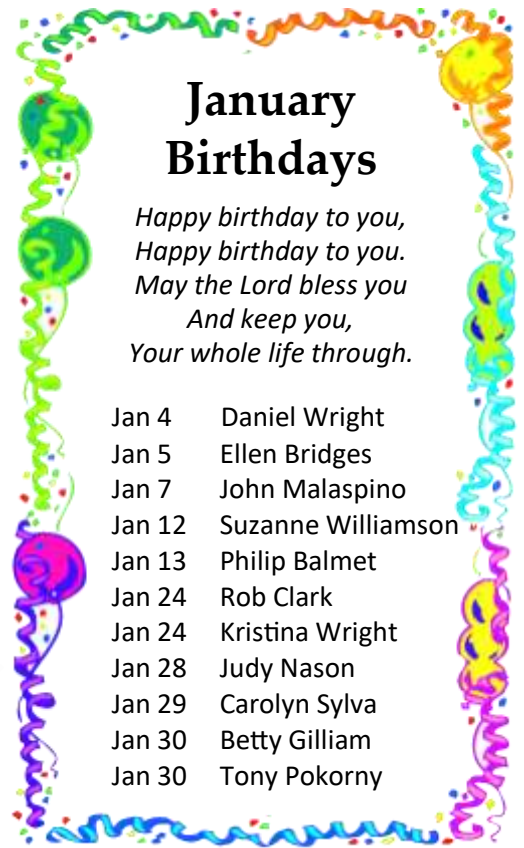 January
Birthdays
Happy birthday to you,
Happy birthday to you.
May the Lord bless you
And keep you,
Your whole life through.
Jan 4 Daniel Wright
Jan 5 Ellen Bridges
Jan 7 John Malaspino
Jan 12 Suzanne Williamson
Jan 13 Philip Balmet
Jan 24 Rob Clark
Jan 24 Kristina Wright
Jan 28 Judy Nason
Jan 29 Carolyn Sylva
Jan 30 Betty Gilliam
Jan 30 Tony Pokorny